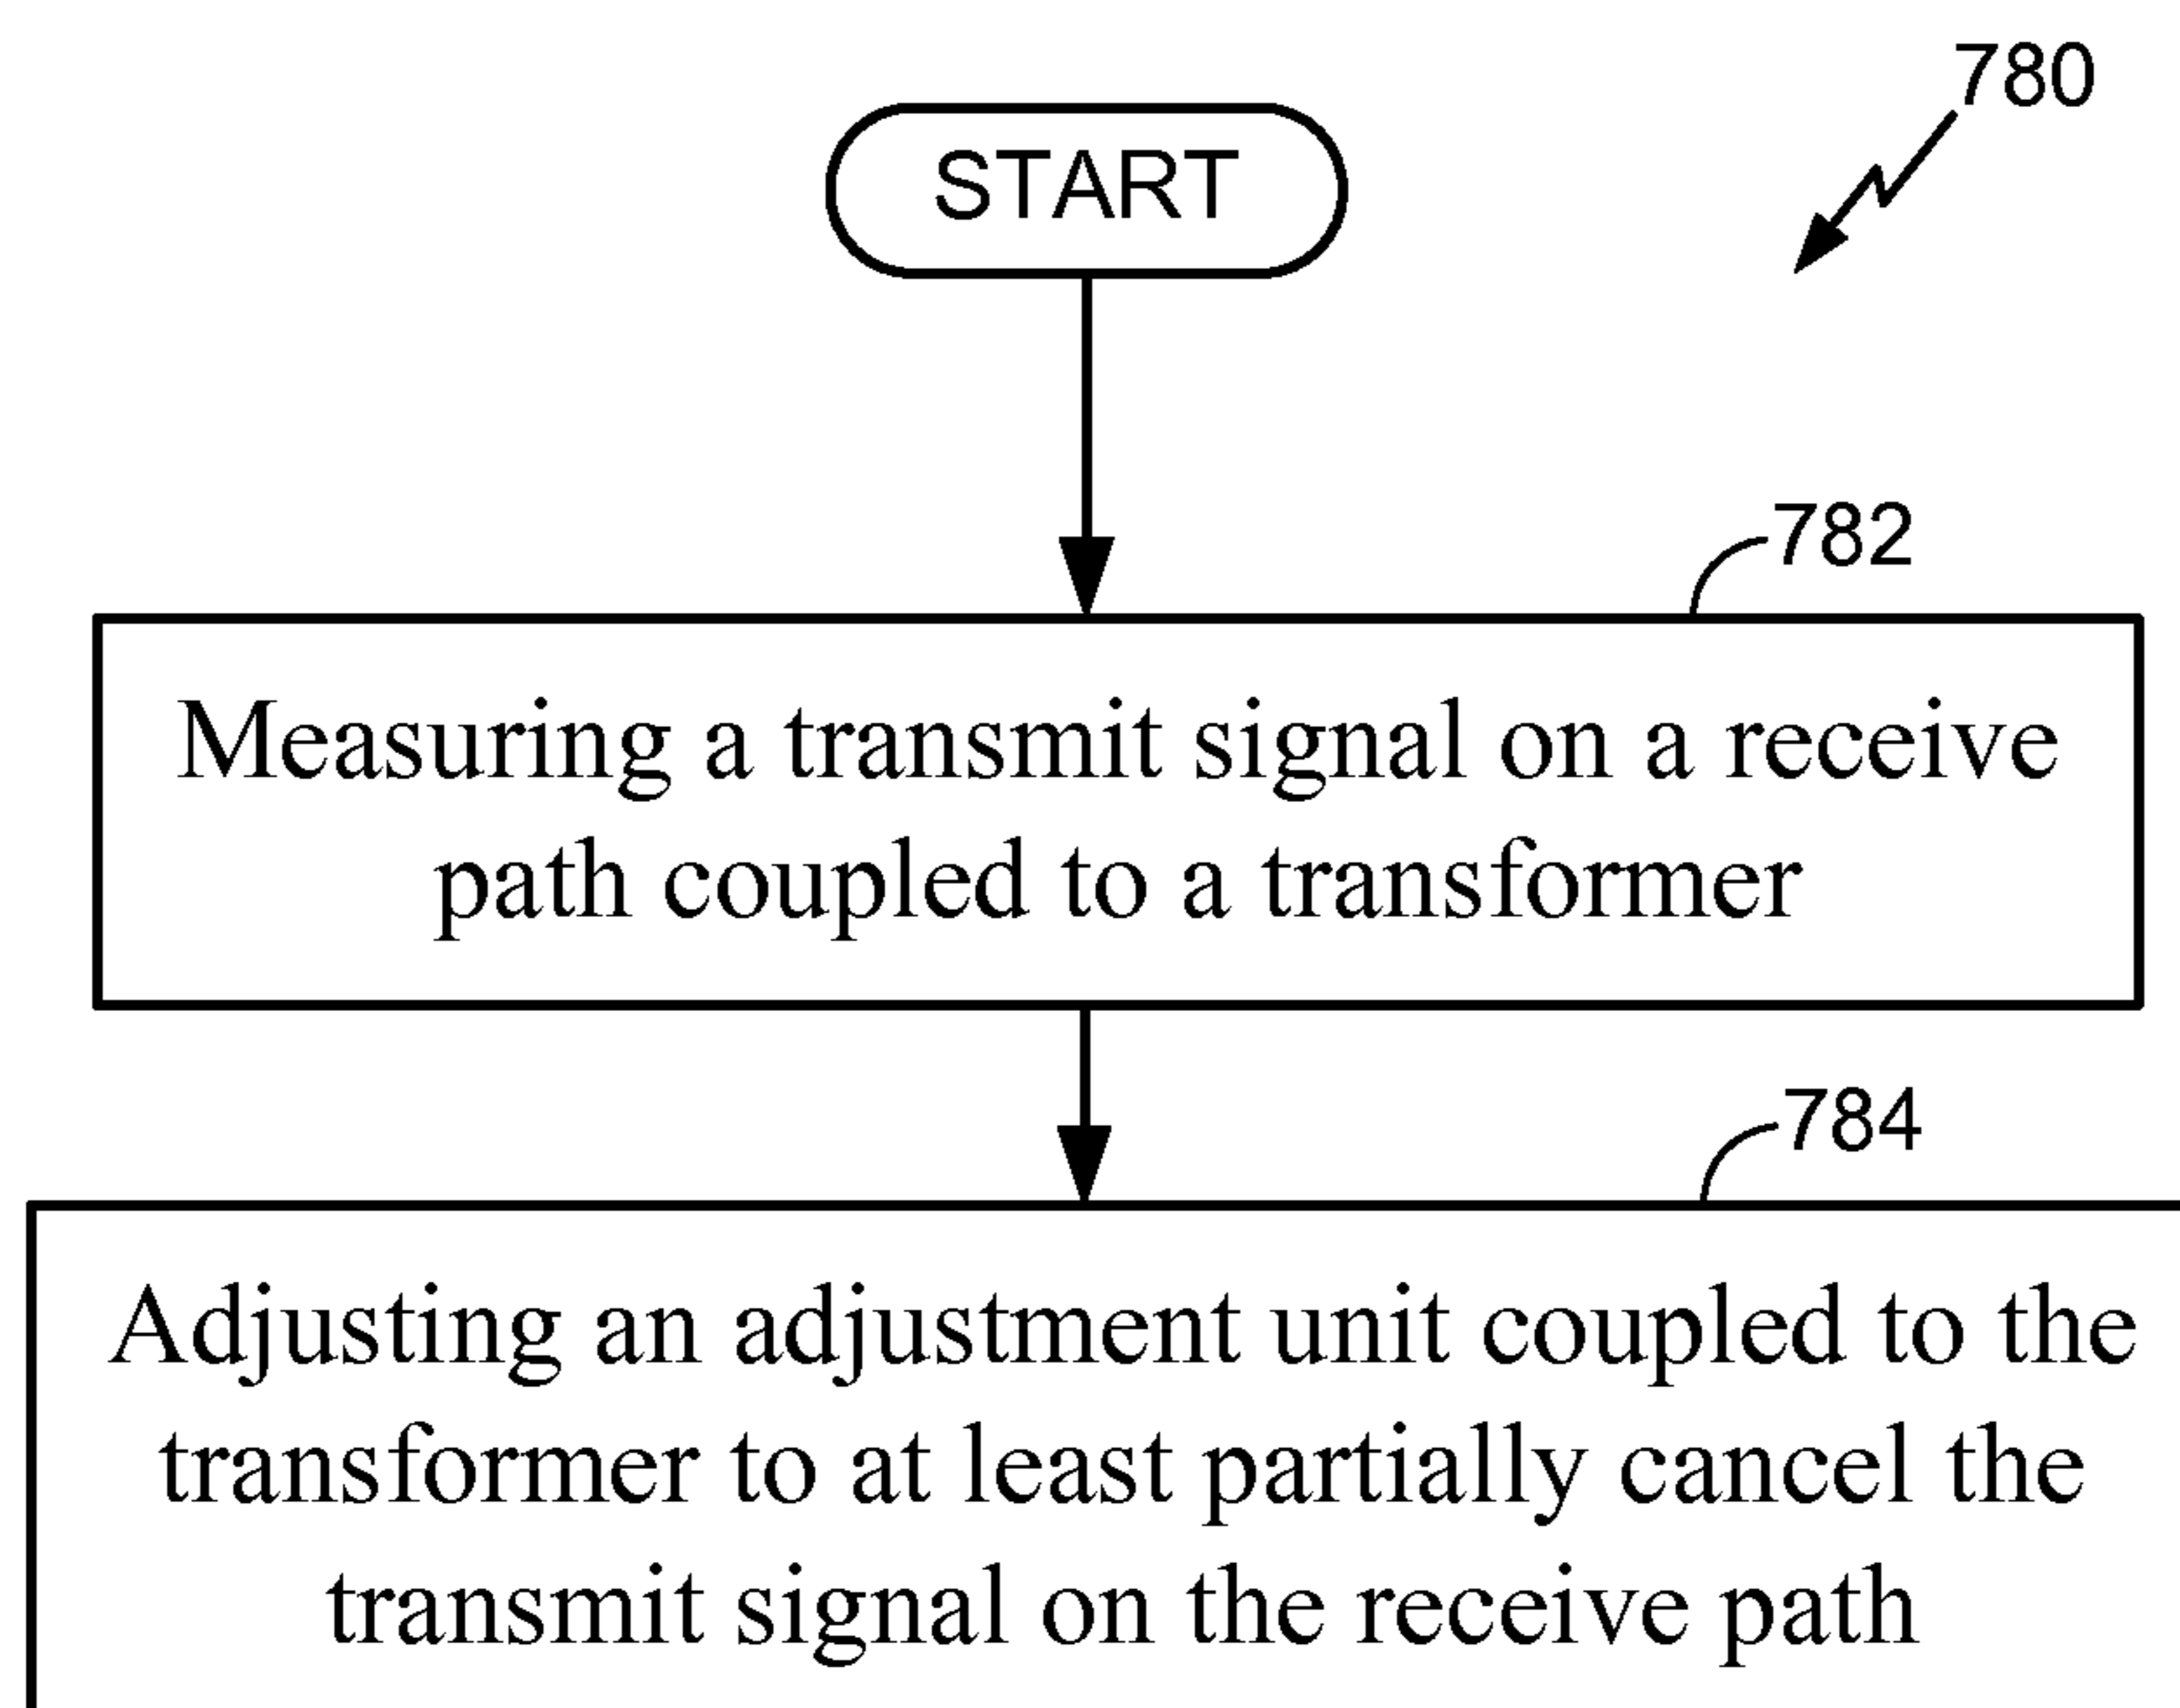 780
START
782
Measuring a transmit signal on a receive
path coupled to a transformer
784
Adjusting an adjustment unit coupled to the
transformer to at least partially cancel the
transmit signal on the receive path